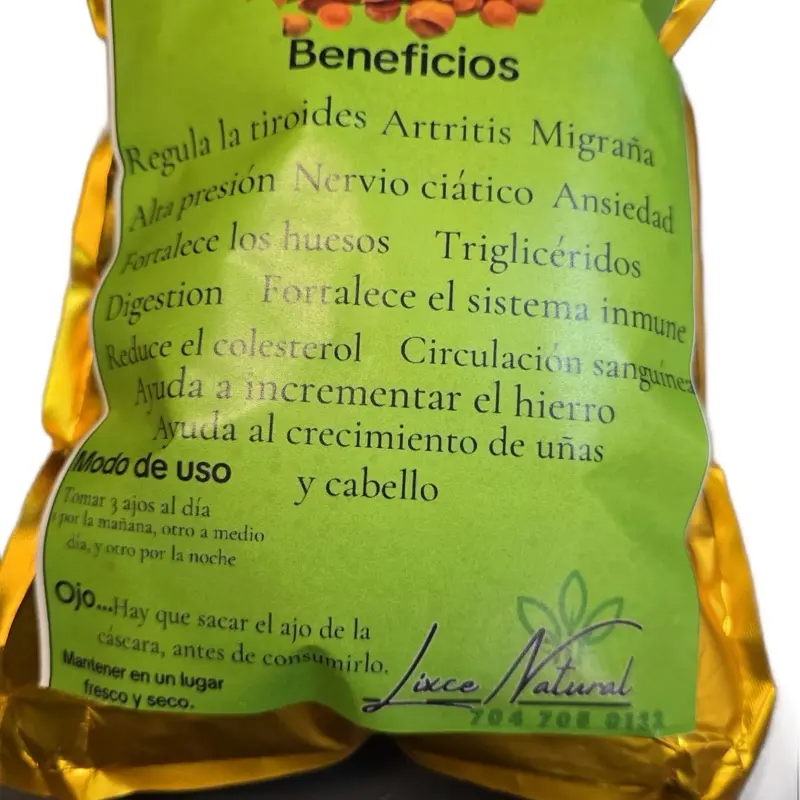 Beneficios
Regula la tiroides Artritis Migraña
Alta presión Nervio ciático Ansiedad
Fortalece los huesos Triglicéridos
Digestion Fortalece el sistema inmune
Reduce el colesterol Circulación sanguinea
Ayuda a incrementar el hierro
Ayuda al crecimiento de uñas
y cabello
Modo de uso
Tomar 3 ajos al día
por la mañana, otro a medio
día, y otro por la noche
Ojo...Hay que sacar el ajo de la
cáscara, antes de consumirlo.
Mantener en un lugar
fresco y seco.
Lixce Natural
704 708